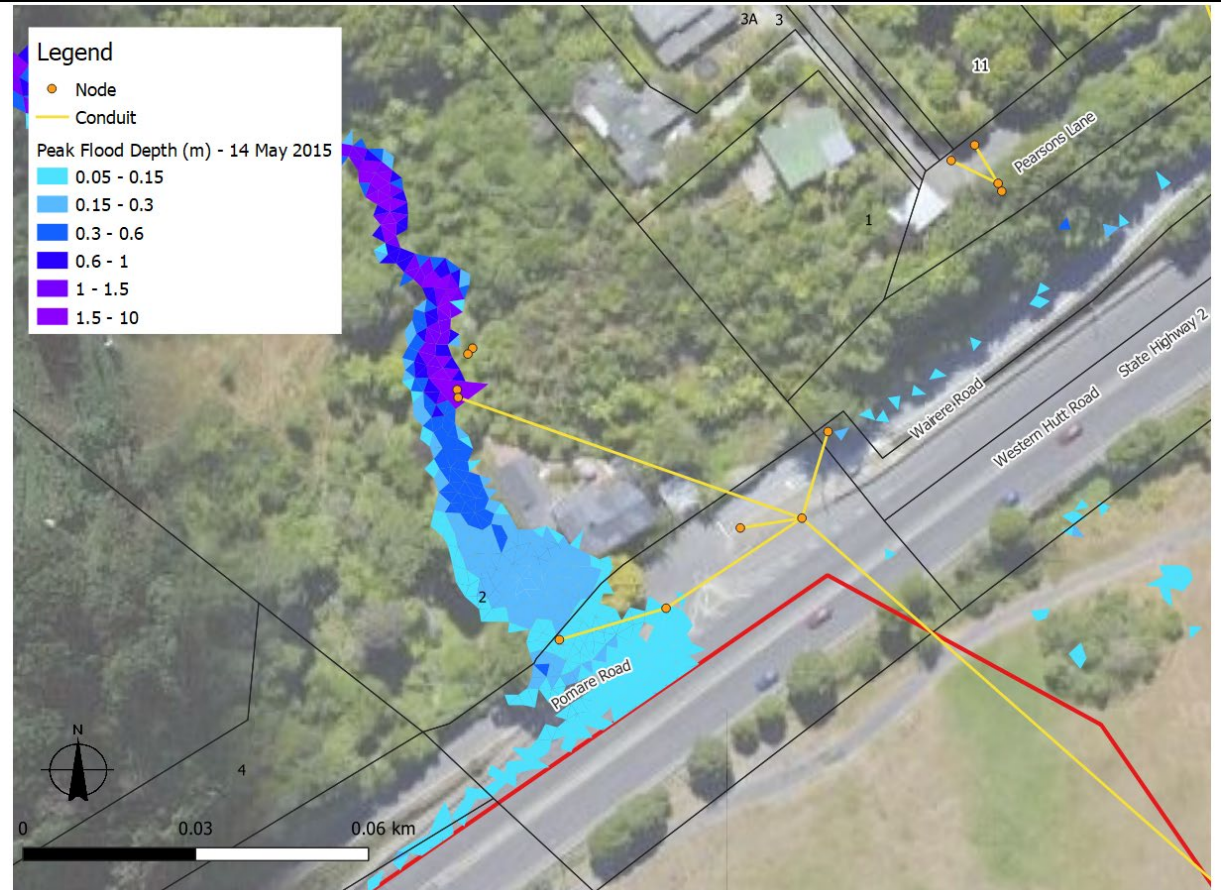 Legend
Node
Conduit
Peak Flood Depth (m) - 14 May 2015
0.05 - 0.15
0.15 - 0.3
0.3 - 0.6
0.6 - 1
1 - 1.5
1.5 - 10
3A 3
11
Pearsons Lane
1
State Highway 2
Wairere Road
Western Hutt Road
2
Pomare Road
N
4
0 0.03 0.06 km